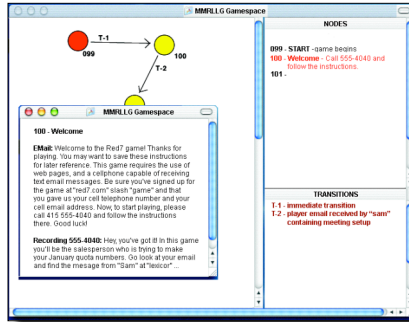 MMRLLG Gamespace
NODES
T-1
099
100
T-2
099 - START -game begins
100 - Welcome - Call 555-4040 and
follow the instructions.
101 -
MMRLLG Gamespace
100 - Welcome
EMail: Welcome to the Red7 game! Thanks for
playing. You may want to save these instructions
for later reference. This game requires the use of
web pages, and a cellphone capable of receiving
text email messages. Be sure you've signed up for
the game at "red7.com" slash "game" and that
you gave us your cell telephone number and your
cell email address. Now, to start playing, please
call 415 555-4040 and follow the instructions
there. Good luck!
Recording 555-4040: Hey, you've got it! In this game
you'll be the salesperson who is trying to make
your January quota numbers. Go look at your email
and find the message from "Sam" at "lexicor" ...
TRANSITIONS
T-1 - immediate transition
T-2 - player email received by "sam"
containing meeting setup